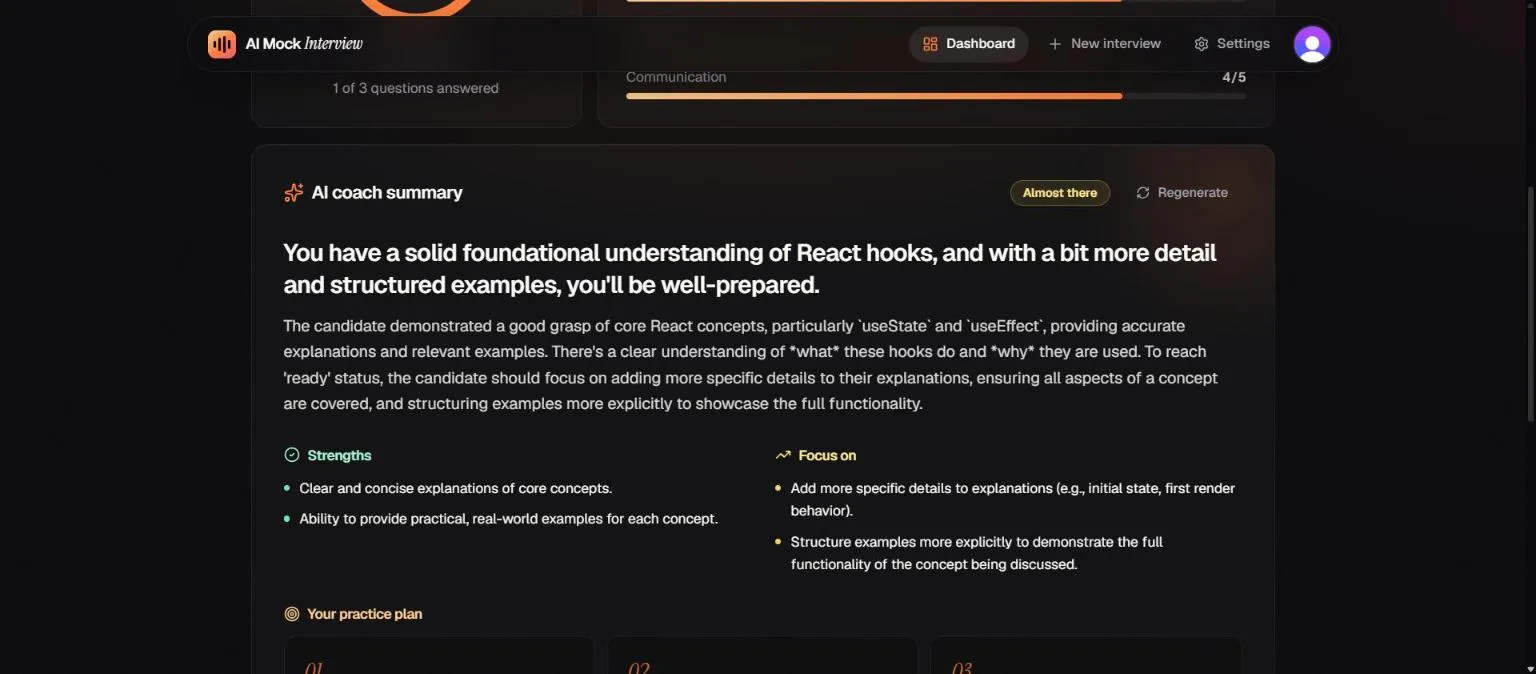 AI Mock Interview
Dashboard
New interview
Settings
Communication
4/5
1 of 3 questions answered
AI coach summary
Almost there
Regenerate
You have a solid foundational understanding of React hooks, and with a bit more detail
and structured examples, you'll be well-prepared.
The candidate demonstrated a good grasp of core React concepts, particularly `useState` and `useEffect`, providing accurate
explanations and relevant examples. There's a clear understanding of *what* these hooks do and *why* they are used. To reach
'ready' status, the candidate should focus on adding more specific details to their explanations, ensuring all aspects of a concept
are covered, and structuring examples more explicitly to showcase the full functionality.
Strengths
Clear and concise explanations of core concepts.
Ability to provide practical, real-world examples for each concept.
Focus on
Add more specific details to explanations (e.g., initial state, first render
behavior).
Structure examples more explicitly to demonstrate the full
functionality of the concept being discussed.
Your practice plan
01
02
03